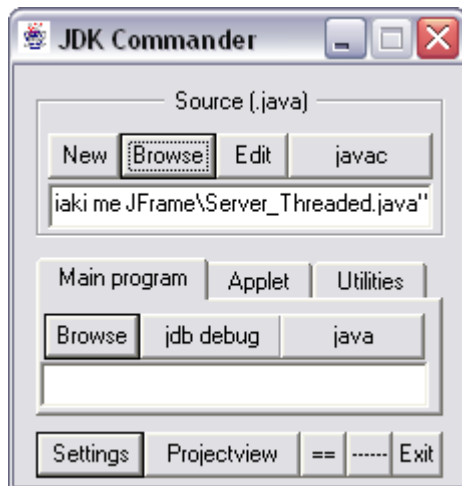 JDK Commander
Source (.java)
New Browse Edit javac
iaki me JFrame\Server_Threaded.java"
Main program Applet Utilities
Browse jdb debug java
Settings Projectview == ------ Exit